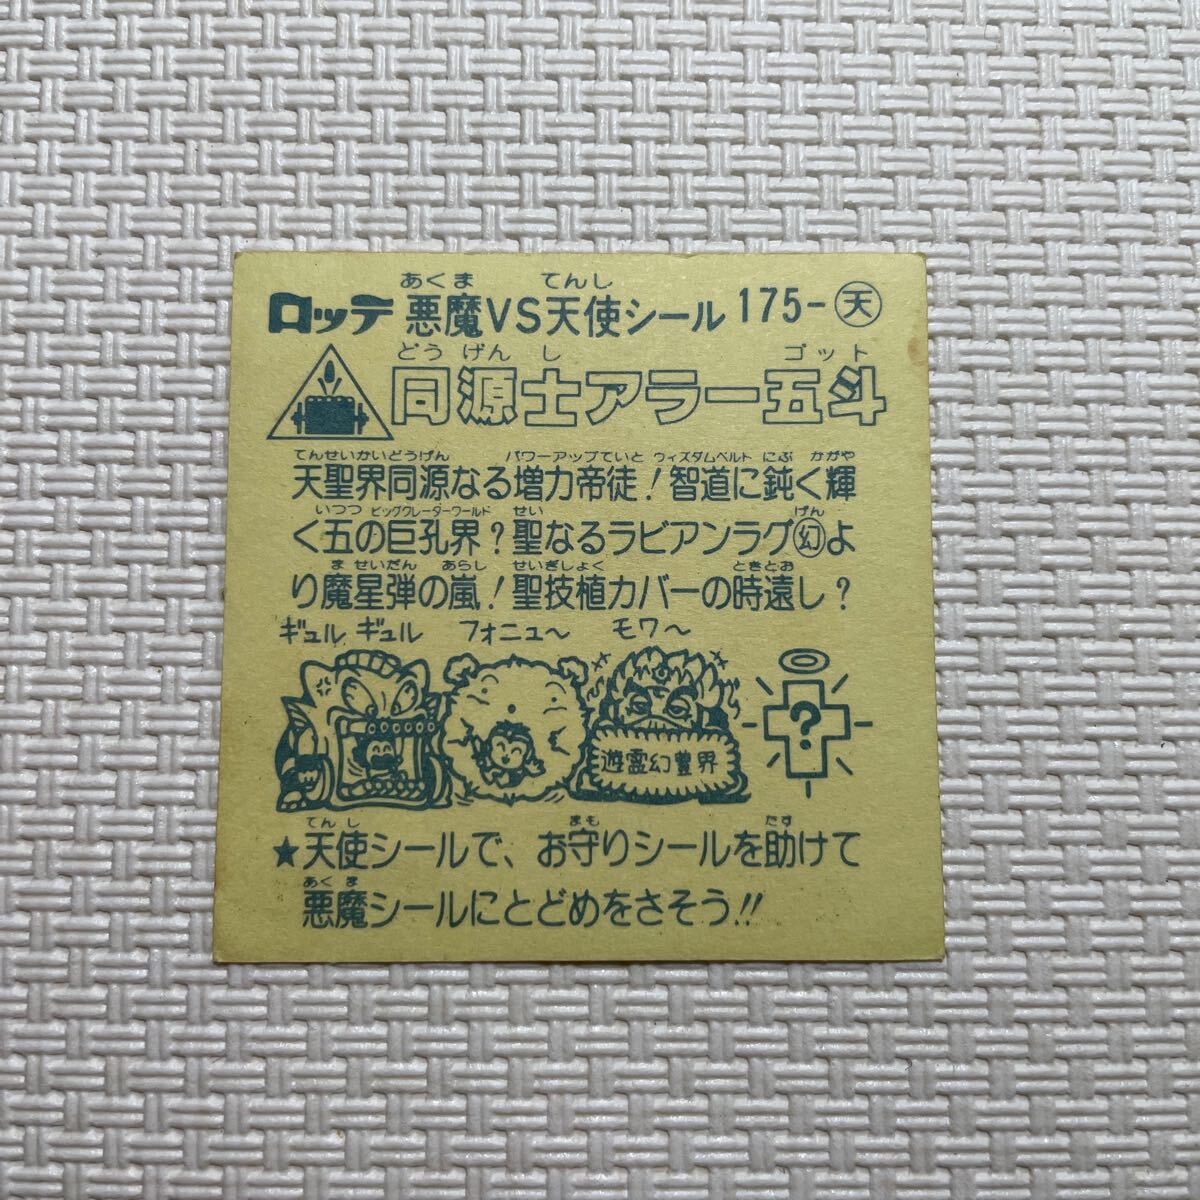 あくま てんし
ロッテ 悪魔VS天使シール 175-天
どう げん し ゴット
同源士アラー五斗
てんせいかいどうげん パワーアップていと ウィズダムベルト にぶ かがや
天聖界同源なる増力帝徒!智道に鈍く輝
いつつ ビッククレーターワールド せい げん
く五の巨孔界?聖なるラビアンラグ幻よ
ま せいだん あらし せいぎしょく ときとお
り魔星弾の嵐!聖技植カバーの時遠し?
ギュル ギュル フォニュ〜 モワ〜
?
遊霊幻豊界
てんし まも たす
★天使シールで、お守りシールを助けて
あくま
悪魔シールにとどめをさそう!!